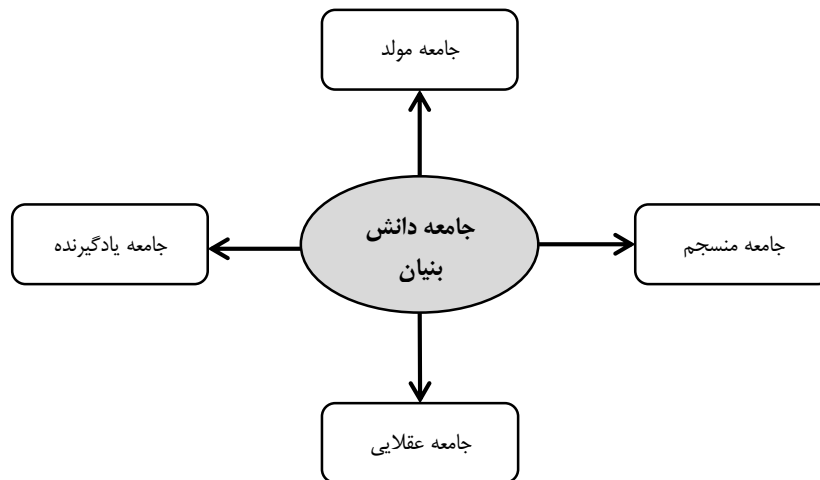 جامعه مولد
جامعه منسجم
جامعه دانش
بنیان
جامعه یادگیرنده
جامعه عقلایی